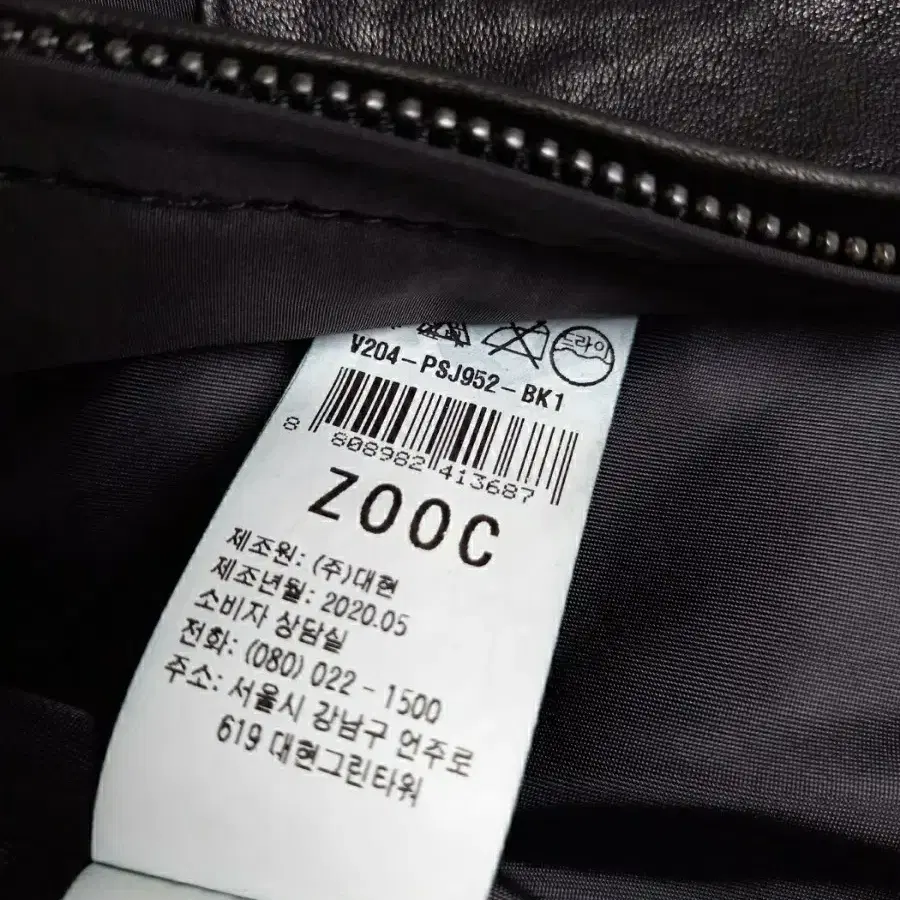 드라이
V204-PSJ952-BK1
8 808982 413687
ZOOC
제조원: (주)대현
제조년월: 2020.05
소비자 상담실
전화: (080) 022-1500
주소: 서울시 강남구 언주로
619 대현그린타워